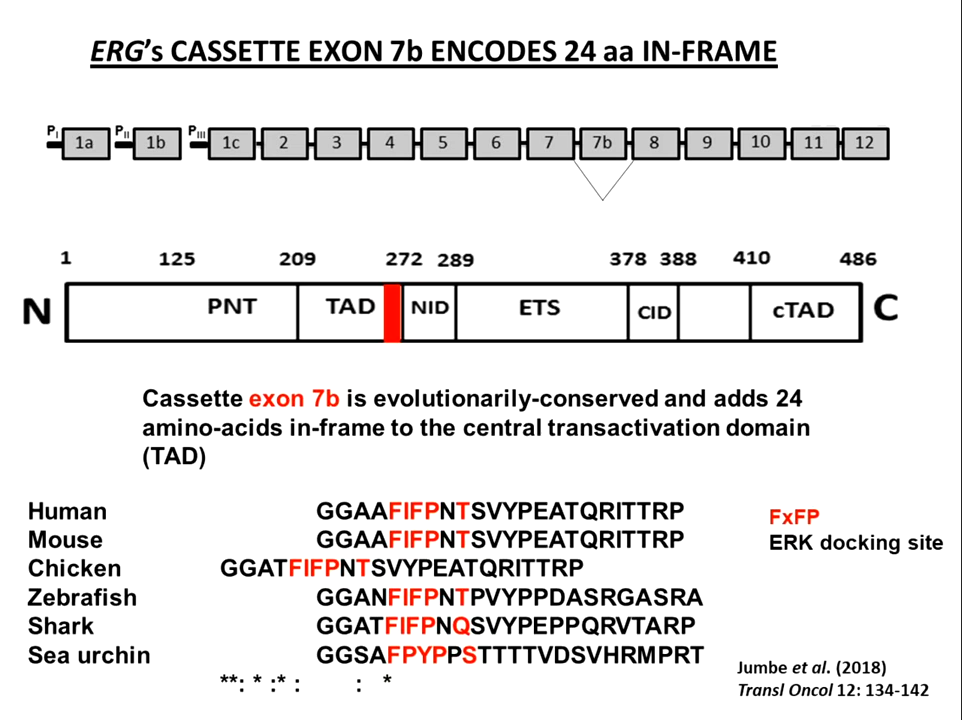 ERG's CASSETTE EXON 7b ENCODES 24 aa IN-FRAME
PI 1a PII 1b PIII 1c 2 3 4 5 6 7 7b 8 9 10 11 12
1 125 209 272 289 378 388 410 486
N PNT TAD NID ETS CID cTAD C
Cassette exon 7b is evolutionarily-conserved and adds 24
amino-acids in-frame to the central transactivation domain
(TAD)
Human GGAAFIFPNTSVYPEATQRITTRP
Mouse GGAAFIFPNTSVYPEATQRITTRP
Chicken GGATFIFPNTSVYPEATQRITTRP
Zebrafish GGANFIFPNTPVYPPDASRGASRA
Shark GGATFIFPNQSVYPEPPQRVTARP
Sea urchin GGSAFPYPPSTTTTVDSVHRMPRT
**: * :* : : *
FxFP
ERK docking site
Jumbe et al. (2018)
Transl Oncol 12: 134-142